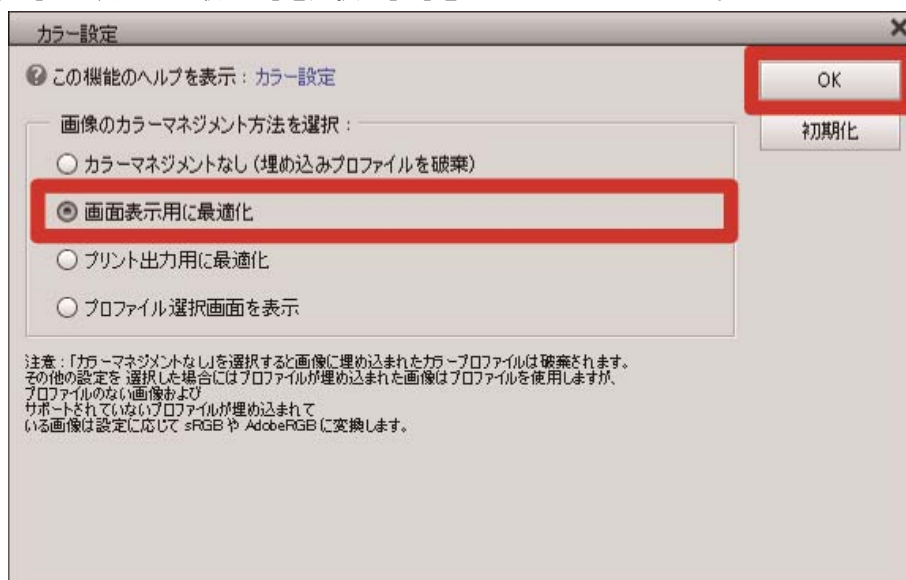 カラー設定
この機能のヘルプを表示：カラー設定
OK
初期化
画像のカラーマネジメント方法を選択：
カラーマネジメントなし（埋め込みプロファイルを破棄）
画面表示用に最適化
プリント出力用に最適化
プロファイル選択画面を表示
注意：「カラーマネジメントなし」を選択すると画像に埋め込まれたカラープロファイルは破棄されます。
その他の設定を 選択した場合にはプロファイルが埋め込まれた画像はプロファイルを使用しますが、
プロファイルのない画像および
サポートされていないプロファイルが埋め込まれて
いる画像は設定に応じて sRGB や AdobeRGB に変換します。